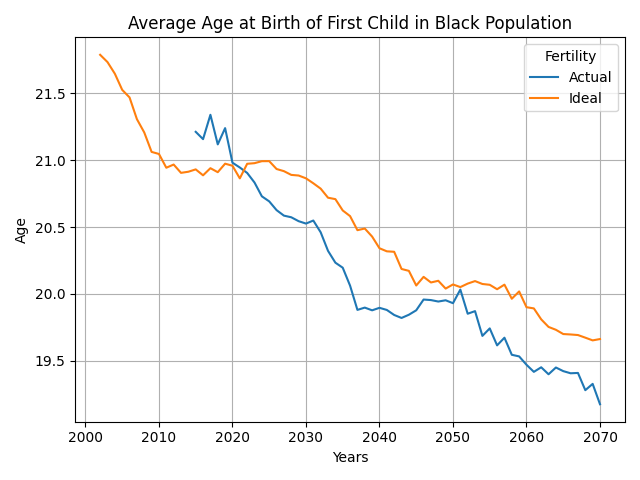 Average Age at Birth of First Child in Black Population
Fertility
Actual
Ideal
Age
21.5
21.0
20.5
20.0
19.5
2000 2010 2020 2030 2040 2050 2060 2070
Years